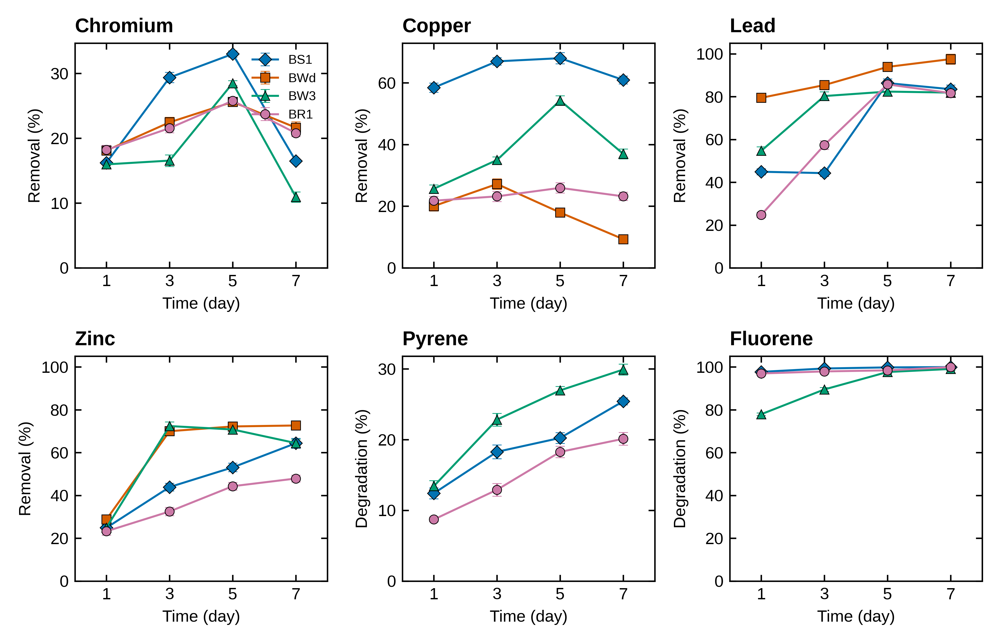 Chromium
Removal (%)
30
20
10
0
1 3 5 7
Time (day)
BS1
BWd
BW3
BR1
Copper
Removal (%)
60
40
20
0
1 3 5 7
Time (day)
Lead
Removal (%)
100
80
60
40
20
0
1 3 5 7
Time (day)
Zinc
Removal (%)
100
80
60
40
20
0
1 3 5 7
Time (day)
Pyrene
Degradation (%)
30
20
10
0
1 3 5 7
Time (day)
Fluorene
Degradation (%)
100
80
60
40
20
0
1 3 5 7
Time (day)